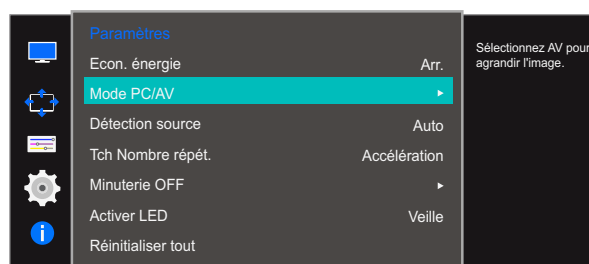 Paramètres
Econ. énergie Arr.
Mode PC/AV
Détection source Auto
Tch Nombre répét. Accélération
Minuterie OFF
Activer LED Veille
Réinitialiser tout
Sélectionnez AV pour
agrandir l'image.